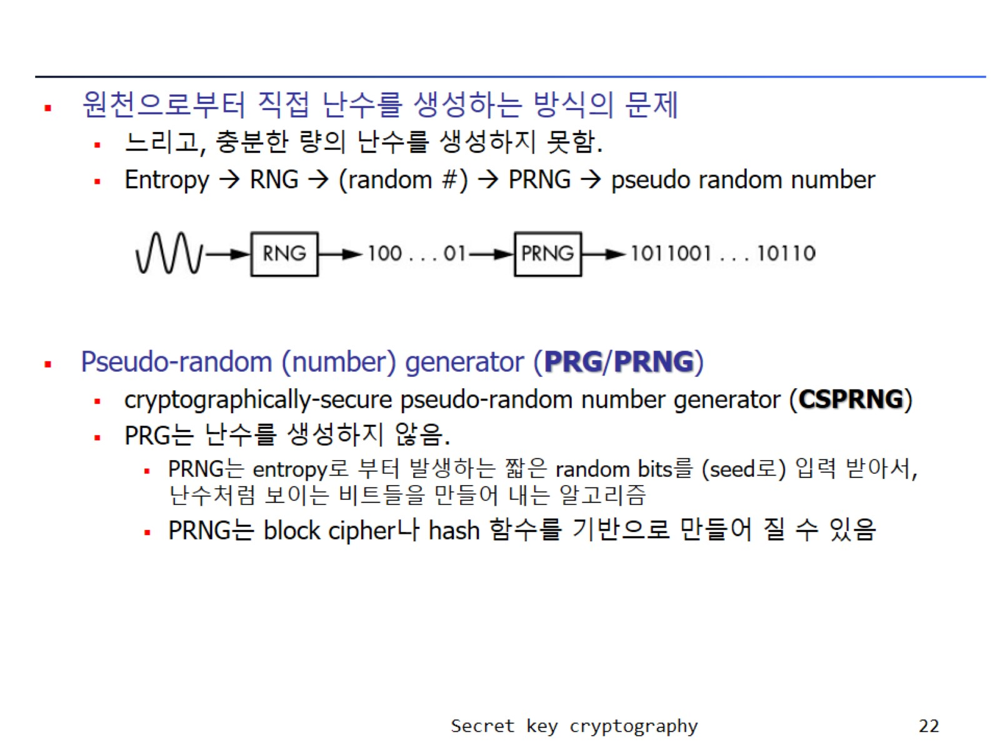 원천으로부터 직접 난수를 생성하는 방식의 문제
느리고, 충분한 량의 난수를 생성하지 못함.
Entropy → RNG → (random #) → PRNG → pseudo random number
RNG 100 . . . 01 PRNG 1011001 . . . 10110
Pseudo-random (number) generator (PRG/PRNG)
cryptographically-secure pseudo-random number generator (CSPRNG)
PRG는 난수를 생성하지 않음.
PRNG는 entropy로 부터 발생하는 짧은 random bits를 (seed로) 입력 받아서,
난수처럼 보이는 비트들을 만들어 내는 알고리즘
PRNG는 block cipher나 hash 함수를 기반으로 만들어 질 수 있음
Secret key cryptography 22